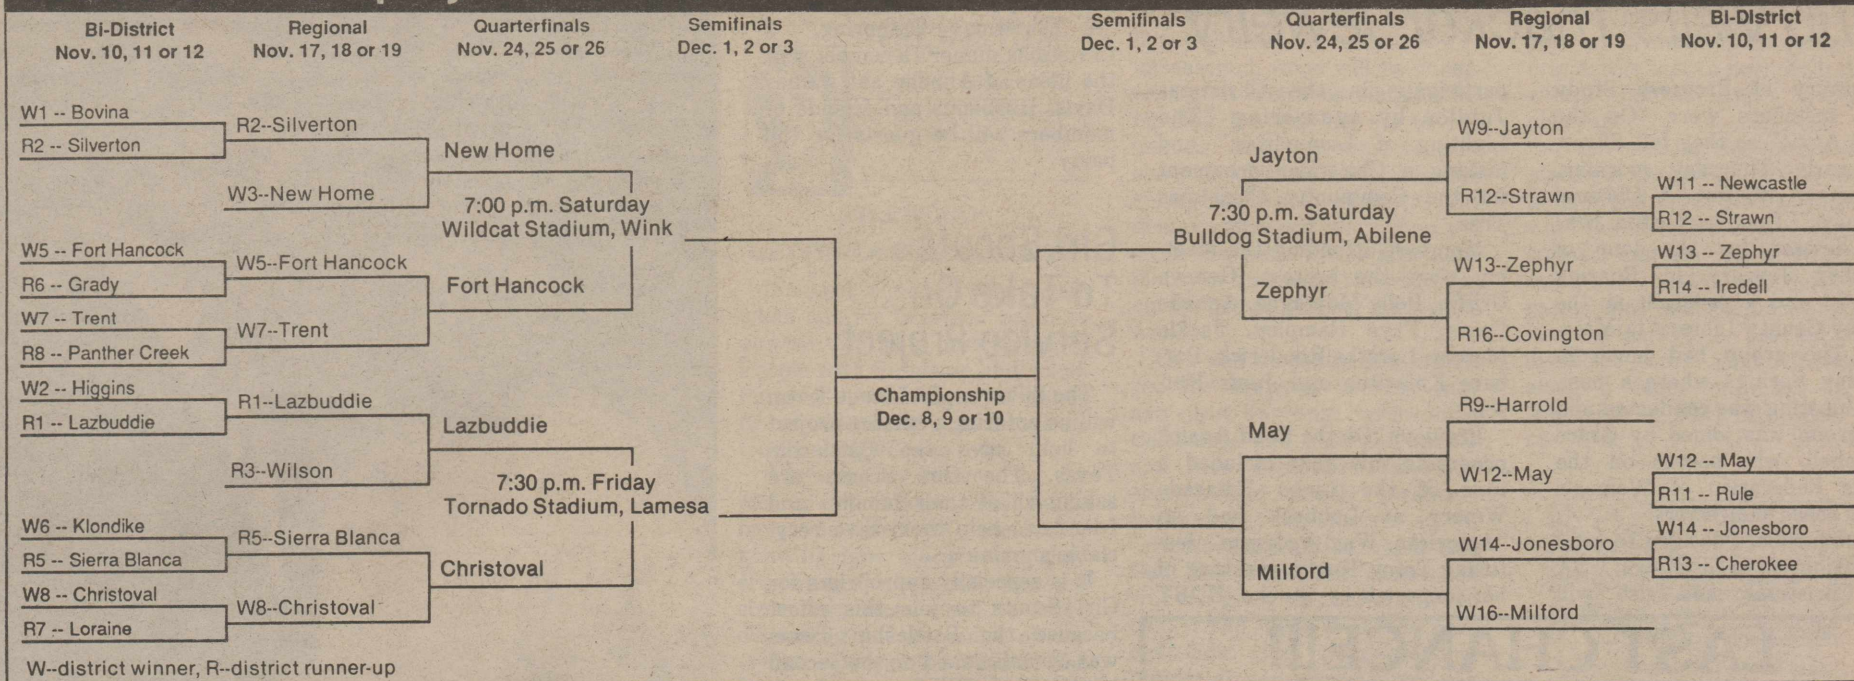 Bi-District
Nov. 10, 11 or 12
Regional
Nov. 17, 18 or 19
Quarterfinals
Nov. 24, 25 or 26
Semifinals
Dec. 1, 2 or 3
Semifinals
Dec. 1, 2 or 3
Quarterfinals
Nov. 24, 25 or 26
Regional
Nov. 17, 18 or 19
Bi-District
Nov. 10, 11 or 12
W1 -- Bovina
R2 -- Silverton
W5 -- Fort Hancock
R6 -- Grady
W7 -- Trent
R8 -- Panther Creek
W2 -- Higgins
R1 -- Lazbuddie
W6 -- Klondike
R5 -- Sierra Blanca
W8 -- Christoval
R7 -- Loraine
R2--Silverton
W3--New Home
W5--Fort Hancock
W7--Trent
R1--Lazbuddie
R3--Wilson
R5--Sierra Blanca
W8--Christoval
New Home
7:00 p.m. Saturday
Wildcat Stadium, Wink
Fort Hancock
Lazbuddie
7:30 p.m. Friday
Tornado Stadium, Lamesa
Christoval
Championship
Dec. 8, 9 or 10
Jayton
7:30 p.m. Saturday
Bulldog Stadium, Abilene
Zephyr
May
Milford
W9--Jayton
R12--Strawn
W13--Zephyr
R16--Covington
R9--Harrold
W12--May
W14--Jonesboro
W16--Milford
W11 -- Newcastle
R12 -- Strawn
W13 -- Zephyr
R14 -- Iredell
W12 -- May
R11 -- Rule
W14 -- Jonesboro
R13 -- Cherokee
W--district winner, R--district runner-up